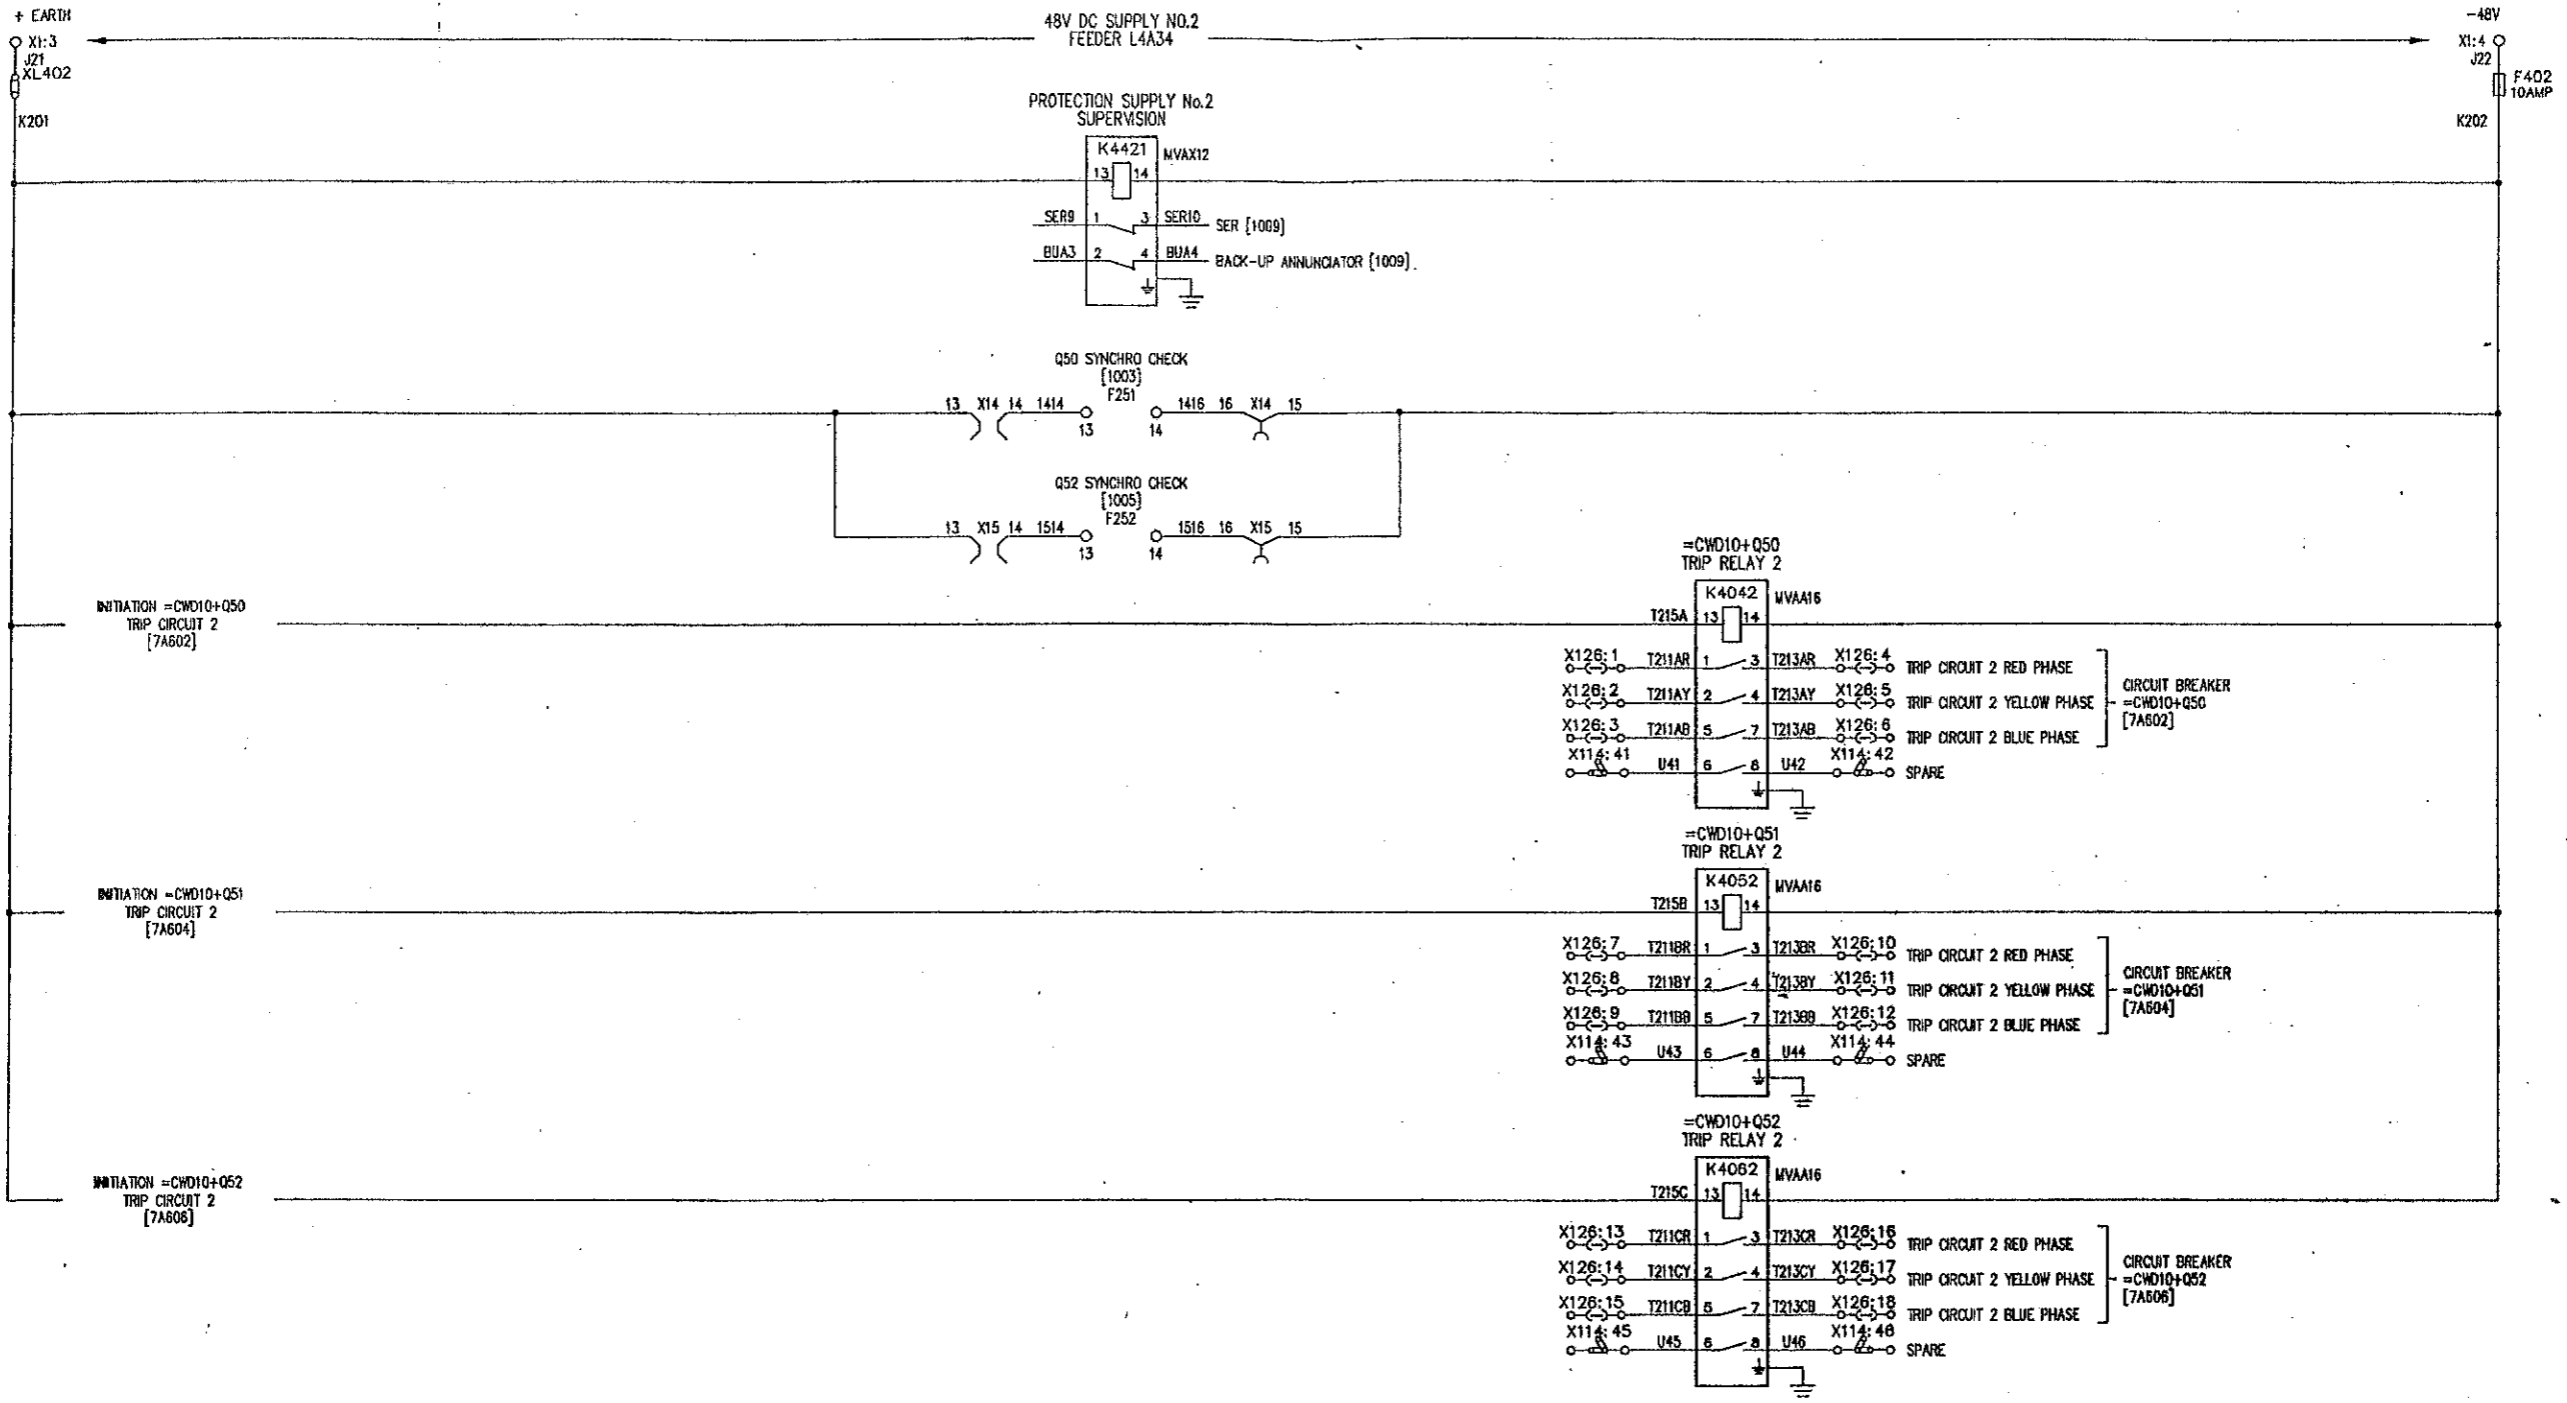 + EARTH
48V DC SUPPLY NO.2
FEEDER L4A34
-48V
X1:3
J21
XL402
K201
X1:4
J22
F402
10AMP
K202
PROTECTION SUPPLY No.2
SUPERVISION
K4421
MVAX12
13 14
SER9 1 3 SER10 SER [1009]
BUA3 2 4 BUA4 BACK-UP ANNUNCIATOR [1009]
Q50 SYNCHRO CHECK
[1003]
F251
13 X14 14 1414 1416 16 X14 15
13 14
Q52 SYNCHRO CHECK
[1005]
F252
13 X15 14 1514 1516 16 X15 15
13 14
=CWD10+Q50
TRIP RELAY 2
INITIATION =CWD10+Q50
TRIP CIRCUIT 2
[7A602]
K4042 MVAA16
T215A 13 14
X126:1 T211AR 1 3 T213AR X126:4 TRIP CIRCUIT 2 RED PHASE
X126:2 T211AY 2 4 T213AY X126:5 TRIP CIRCUIT 2 YELLOW PHASE
X126:3 T211AB 5 7 T213AB X126:6 TRIP CIRCUIT 2 BLUE PHASE
X114:41 U41 6 8 U42 X114:42 SPARE
CIRCUIT BREAKER
=CWD10+Q50
[7A602]
=CWD10+Q51
TRIP RELAY 2
INITIATION =CWD10+Q51
TRIP CIRCUIT 2
[7A604]
K4052 MVAA16
T215B 13 14
X126:7 T211BR 1 3 T213BR X126:10 TRIP CIRCUIT 2 RED PHASE
X126:8 T211BY 2 4 T213BY X126:11 TRIP CIRCUIT 2 YELLOW PHASE
X126:9 T211BB 5 7 T213BB X126:12 TRIP CIRCUIT 2 BLUE PHASE
X114:43 U43 6 8 U44 X114:44 SPARE
CIRCUIT BREAKER
=CWD10+Q51
[7A604]
=CWD10+Q52
TRIP RELAY 2
INITIATION =CWD10+Q52
TRIP CIRCUIT 2
[7A606]
K4062 MVAA16
T215C 13 14
X126:13 T211CR 1 3 T213CR X126:16 TRIP CIRCUIT 2 RED PHASE
X126:14 T211CY 2 4 T213CY X126:17 TRIP CIRCUIT 2 YELLOW PHASE
X126:15 T211CB 5 7 T213CB X126:18 TRIP CIRCUIT 2 BLUE PHASE
X114:45 U45 6 8 U46 X114:46 SPARE
CIRCUIT BREAKER
=CWD10+Q52
[7A606]